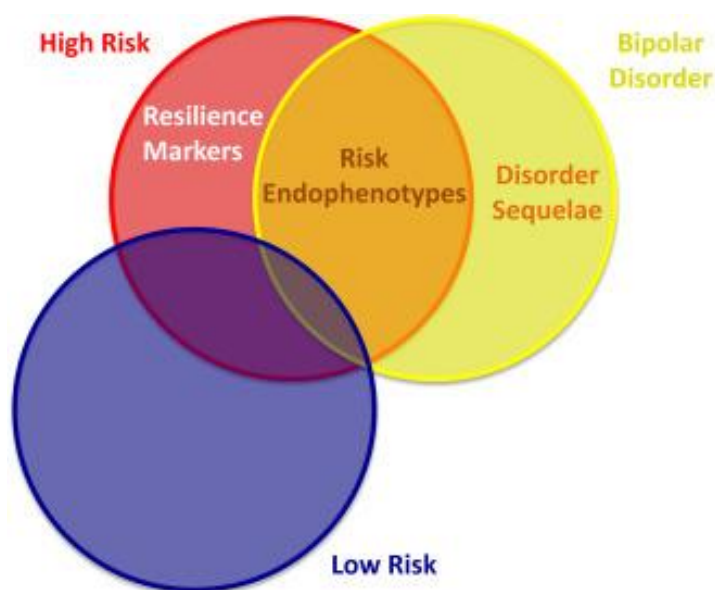 High Risk
Bipolar
Disorder
Resilience
Markers
Risk
Endophenotypes
Disorder
Sequelae
Low Risk